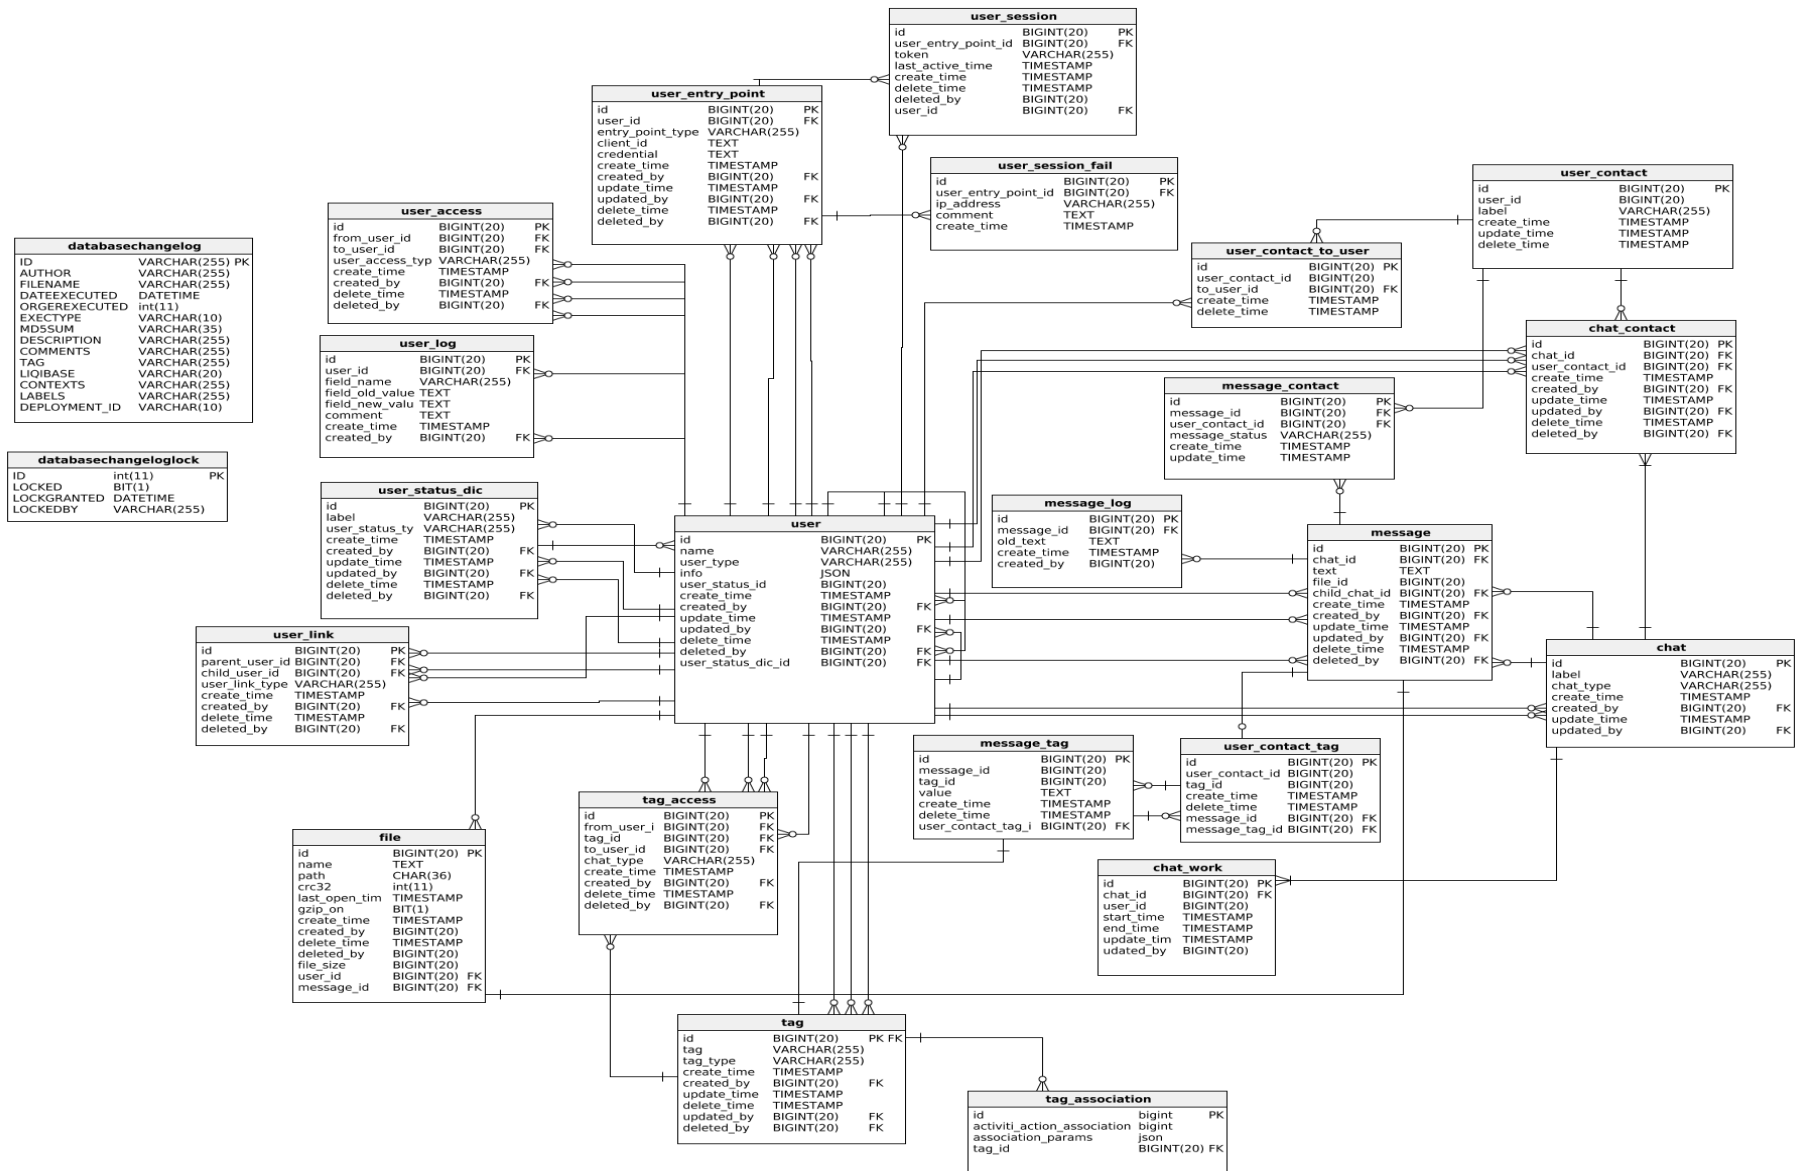 user_session
id BIGINT(20) PK
user_entry_point_id BIGINT(20) FK
token VARCHAR(255)
last_active_time TIMESTAMP
create_time TIMESTAMP
delete_time TIMESTAMP
deleted_by BIGINT(20)
user_id BIGINT(20) FK
user_entry_point
id BIGINT(20) PK
user_id BIGINT(20) FK
entry_point_type VARCHAR(255)
client_id TEXT
credential TEXT
create_time TIMESTAMP
created_by BIGINT(20) FK
update_time TIMESTAMP
updated_by BIGINT(20) FK
delete_time TIMESTAMP
deleted_by BIGINT(20) FK
user_session_fail
id BIGINT(20) PK
user_entry_point_id BIGINT(20) FK
ip_address VARCHAR(255)
comment TEXT
create_time TIMESTAMP
user_contact
id BIGINT(20) PK
user_id BIGINT(20)
label VARCHAR(255)
create_time TIMESTAMP
update_time TIMESTAMP
delete_time TIMESTAMP
user_access
id BIGINT(20) PK
from_user_id BIGINT(20) FK
to_user_id BIGINT(20) FK
user_access_typ VARCHAR(255)
create_time TIMESTAMP
created_by BIGINT(20) FK
delete_time TIMESTAMP
deleted_by BIGINT(20) FK
databasechangelog
ID VARCHAR(255) PK
AUTHOR VARCHAR(255)
FILENAME VARCHAR(255)
DATEEXECUTED DATETIME
ORGEREXECUTED int(11)
EXECTYPE VARCHAR(10)
MD5SUM VARCHAR(35)
DESCRIPTION VARCHAR(255)
COMMENTS VARCHAR(255)
TAG VARCHAR(255)
LIQIBASE VARCHAR(20)
CONTEXTS VARCHAR(255)
LABELS VARCHAR(255)
DEPLOYMENT_ID VARCHAR(10)
user_contact_to_user
id BIGINT(20) PK
user_contact_id BIGINT(20)
to_user_id BIGINT(20) FK
create_time TIMESTAMP
delete_time TIMESTAMP
chat_contact
id BIGINT(20) PK
chat_id BIGINT(20) FK
user_contact_id BIGINT(20) FK
create_time TIMESTAMP
created_by BIGINT(20) FK
update_time TIMESTAMP
updated_by BIGINT(20) FK
delete_time TIMESTAMP
deleted_by BIGINT(20) FK
user_log
id BIGINT(20) PK
user_id BIGINT(20) FK
field_name VARCHAR(255)
field_old_value TEXT
field_new_valu TEXT
comment TEXT
create_time TIMESTAMP
created_by BIGINT(20) FK
message_contact
id BIGINT(20) PK
message_id BIGINT(20) FK
user_contact_id BIGINT(20) FK
message_status VARCHAR(255)
create_time TIMESTAMP
update_time TIMESTAMP
databasechangeloglock
ID int(11) PK
LOCKED BIT(1)
LOCKGRANTED DATETIME
LOCKEDBY VARCHAR(255)
user_status_dic
id BIGINT(20) PK
label VARCHAR(255)
user_status_ty VARCHAR(255)
create_time TIMESTAMP
created_by BIGINT(20) FK
update_time TIMESTAMP
updated_by BIGINT(20) FK
delete_time TIMESTAMP
deleted_by BIGINT(20) FK
message_log
id BIGINT(20) PK
message_id BIGINT(20) FK
old_text TEXT
create_time TIMESTAMP
created_by BIGINT(20)
user
id BIGINT(20) PK
name VARCHAR(255)
user_type VARCHAR(255)
info JSON
user_status_id BIGINT(20)
create_time TIMESTAMP
created_by BIGINT(20) FK
update_time TIMESTAMP
updated_by BIGINT(20) FK
delete_time TIMESTAMP
deleted_by BIGINT(20) FK
user_status_dic_id BIGINT(20) FK
message
id BIGINT(20) PK
chat_id BIGINT(20) FK
text TEXT
file_id BIGINT(20)
child_chat_id BIGINT(20) FK
create_time TIMESTAMP
created_by BIGINT(20) FK
update_time TIMESTAMP
updated_by BIGINT(20) FK
delete_time TIMESTAMP
deleted_by BIGINT(20) FK
user_link
id BIGINT(20) PK
parent_user_id BIGINT(20) FK
child_user_id BIGINT(20) FK
user_link_type VARCHAR(255)
create_time TIMESTAMP
created_by BIGINT(20) FK
delete_time TIMESTAMP
deleted_by BIGINT(20) FK
chat
id BIGINT(20) PK
label VARCHAR(255)
chat_type VARCHAR(255)
create_time TIMESTAMP
created_by BIGINT(20) FK
update_time TIMESTAMP
updated_by BIGINT(20) FK
message_tag
id BIGINT(20) PK
message_id BIGINT(20)
tag_id BIGINT(20)
value TEXT
create_time TIMESTAMP
delete_time TIMESTAMP
user_contact_tag_i BIGINT(20) FK
user_contact_tag
id BIGINT(20) PK
user_contact_id BIGINT(20)
tag_id BIGINT(20)
create_time TIMESTAMP
delete_time TIMESTAMP
message_id BIGINT(20) FK
message_tag_id BIGINT(20) FK
tag_access
id BIGINT(20) PK
from_user_i BIGINT(20) FK
tag_id BIGINT(20) FK
to_user_id BIGINT(20) FK
chat_type VARCHAR(255)
create_time TIMESTAMP
created_by BIGINT(20) FK
delete_time TIMESTAMP
deleted_by BIGINT(20) FK
file
id BIGINT(20) PK
name TEXT
path CHAR(36)
crc32 int(11)
last_open_tim TIMESTAMP
gzip_on BIT(1)
create_time TIMESTAMP
created_by BIGINT(20)
delete_time TIMESTAMP
deleted_by BIGINT(20)
file_size BIGINT(20)
user_id BIGINT(20) FK
message_id BIGINT(20) FK
chat_work
id BIGINT(20) PK
chat_id BIGINT(20) FK
user_id BIGINT(20)
start_time TIMESTAMP
end_time TIMESTAMP
update_tim TIMESTAMP
udated_by BIGINT(20)
tag
id BIGINT(20) PK FK
tag VARCHAR(255)
tag_type VARCHAR(255)
create_time TIMESTAMP
created_by BIGINT(20) FK
update_time TIMESTAMP
delete_time TIMESTAMP
updated_by BIGINT(20) FK
deleted_by BIGINT(20) FK
tag_association
id bigint PK
activiti_action_association bigint
association_params json
tag_id BIGINT(20) FK